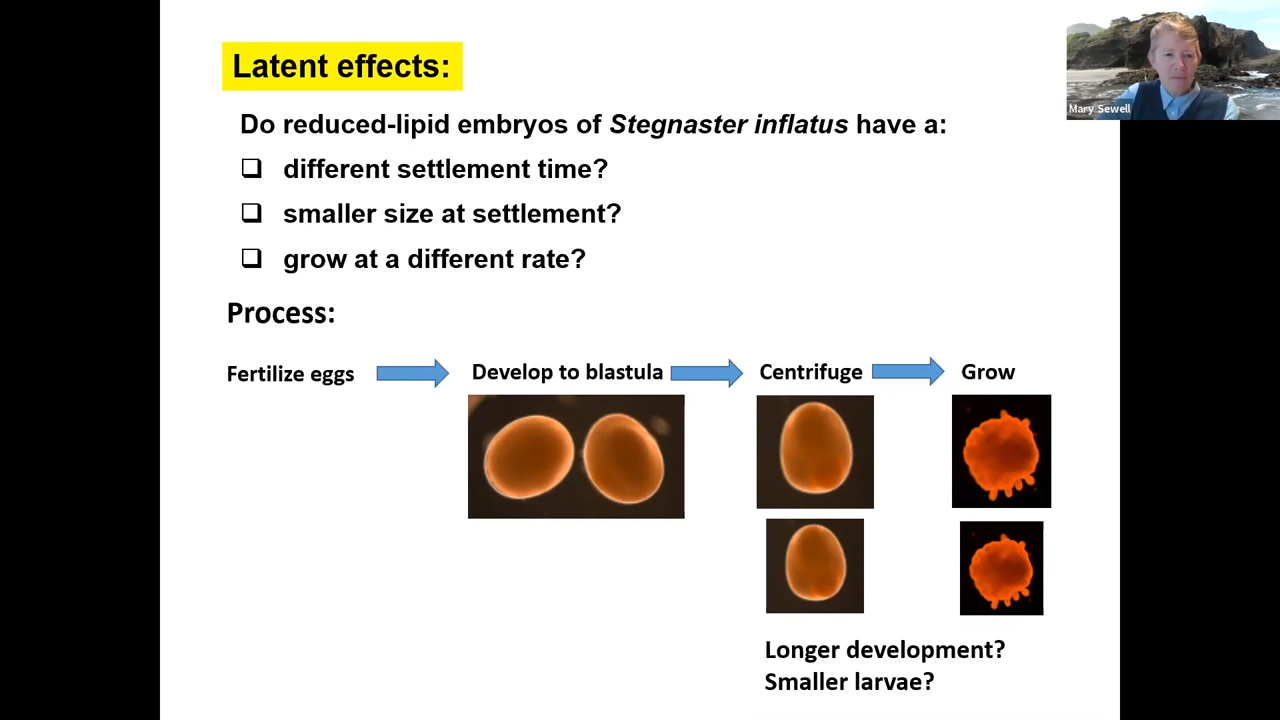 Latent effects:
Mary Sewell
Do reduced-lipid embryos of Stegnaster inflatus have a:
❑ different settlement time?
❑ smaller size at settlement?
❑ grow at a different rate?
Process:
Fertilize eggs
Develop to blastula
Centrifuge
Grow
Longer development?
Smaller larvae?